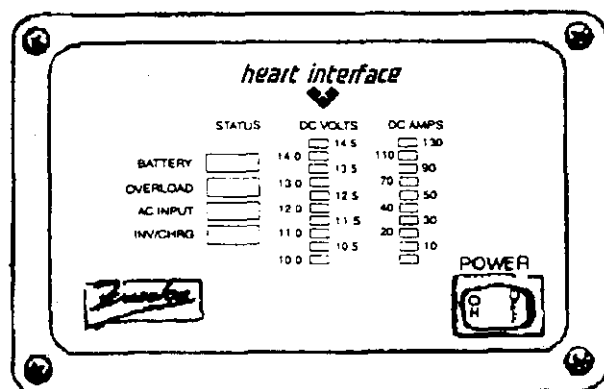 heart interface
STATUS DC VOLTS DC AMPS
14.5 130
BATTERY 14.0 110
13.5 90
OVERLOAD 13.0 70
12.5 50
AC INPUT 12.0 40
11.5 30
INV/CHRG 11.0 20
10.5 10
10.0
POWER